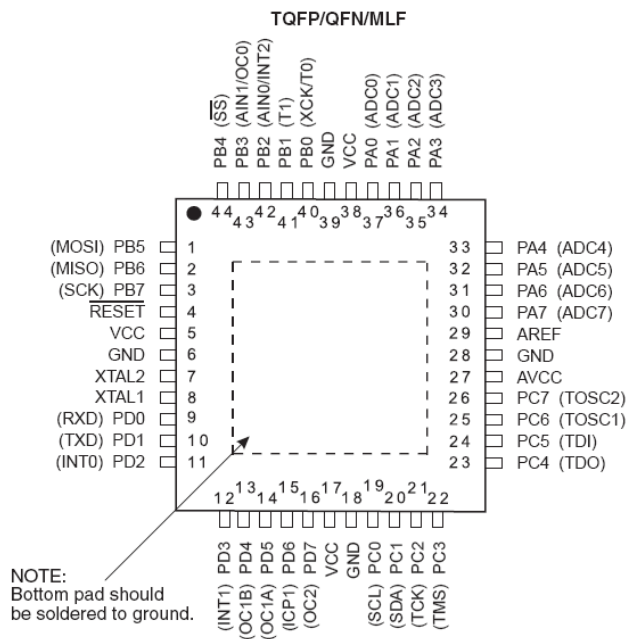 TQFP/QFN/MLF
PB4 (SS)
PB3 (AIN1/OC0)
PB2 (AIN0/INT2)
PB1 (T1)
PB0 (XCK/T0)
GND
VCC
PA0 (ADC0)
PA1 (ADC1)
PA2 (ADC2)
PA3 (ADC3)
44 43 42 41 40 39 38 37 36 35 34
(MOSI) PB5 1
(MISO) PB6 2
(SCK) PB7 3
RESET 4
VCC 5
GND 6
XTAL2 7
XTAL1 8
(RXD) PD0 9
(TXD) PD1 10
(INT0) PD2 11
33 PA4 (ADC4)
32 PA5 (ADC5)
31 PA6 (ADC6)
30 PA7 (ADC7)
29 AREF
28 GND
27 AVCC
26 PC7 (TOSC2)
25 PC6 (TOSC1)
24 PC5 (TDI)
23 PC4 (TDO)
12 13 14 15 16 17 18 19 20 21 22
(INT1) PD3
(OC1B) PD4
(OC1A) PD5
(ICP1) PD6
(OC2) PD7
VCC
GND
(SCL) PC0
(SDA) PC1
(TCK) PC2
(TMS) PC3
NOTE:
Bottom pad should
be soldered to ground.